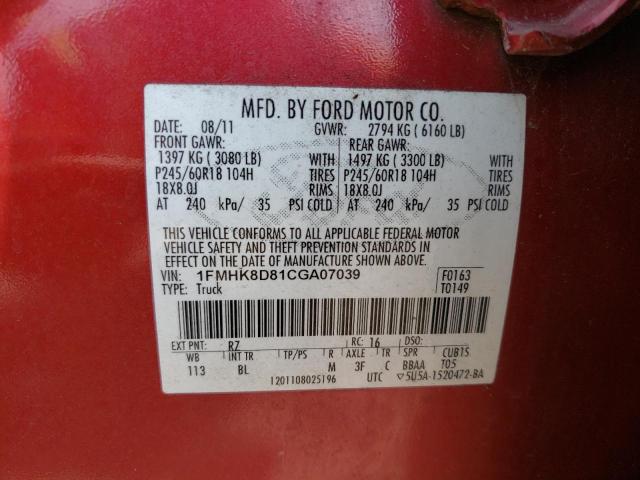 MFD. BY FORD MOTOR CO.
DATE: 08/11 GVWR: 2794 KG ( 6160 LB)
FRONT GAWR: REAR GAWR:
1397 KG ( 3080 LB) WITH 1497 KG ( 3300 LB) WITH
P245/60R18 104H TIRES P245/60R18 104H TIRES
18X8.0J RIMS 18X8.0J RIMS
AT 240 kPa/ 35 PSI COLD AT 240 kPa/ 35 PSI COLD
THIS VEHICLE CONFORMS TO ALL APPLICABLE FEDERAL MOTOR
VEHICLE SAFETY AND THEFT PREVENTION STANDARDS IN
EFFECT ON THE DATE OF MANUFACTURE SHOWN ABOVE.
VIN: 1FMHK8D81CGA07039 F0163
TYPE: Truck T0149
EXT PNT: R7 RC: 16 DSO:
WB INT TR TP/PS R AXLE TR SPR CUB1S
113 BL M 3F C BBAA T05
1201108025196 UTC 5U5A-1520472-BA